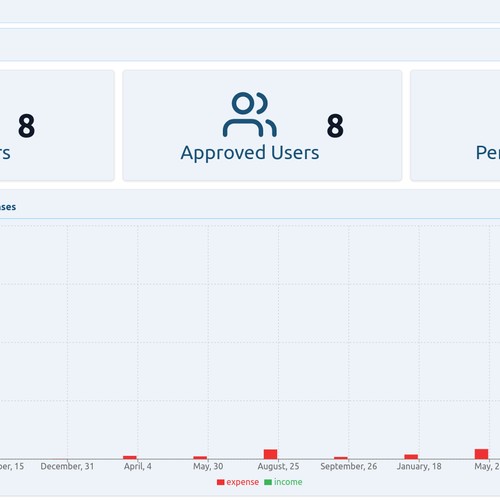 8
rs
8
Approved Users
Pe
ases
ber, 15 December, 31 April, 4 May, 30 August, 25 September, 26 January, 18 May, 2
expense income